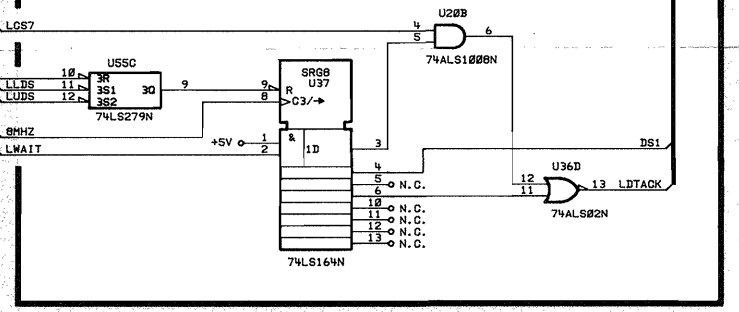 U20B
LCS7
4
5
6
74ALS1008N
U55C
SRG8
U37
10
3R
LLDS
11
3S1
3Q
9
9
R
LUDS
12
3S2
8
C3/→
74LS279N
8MHZ
+5V
1
&
1D
3
LWAIT
2
DS1
4
5
N.C.
6
U36D
12
11
13
LDTACK
10
N.C.
11
N.C.
12
N.C.
13
N.C.
74ALS02N
74LS164N